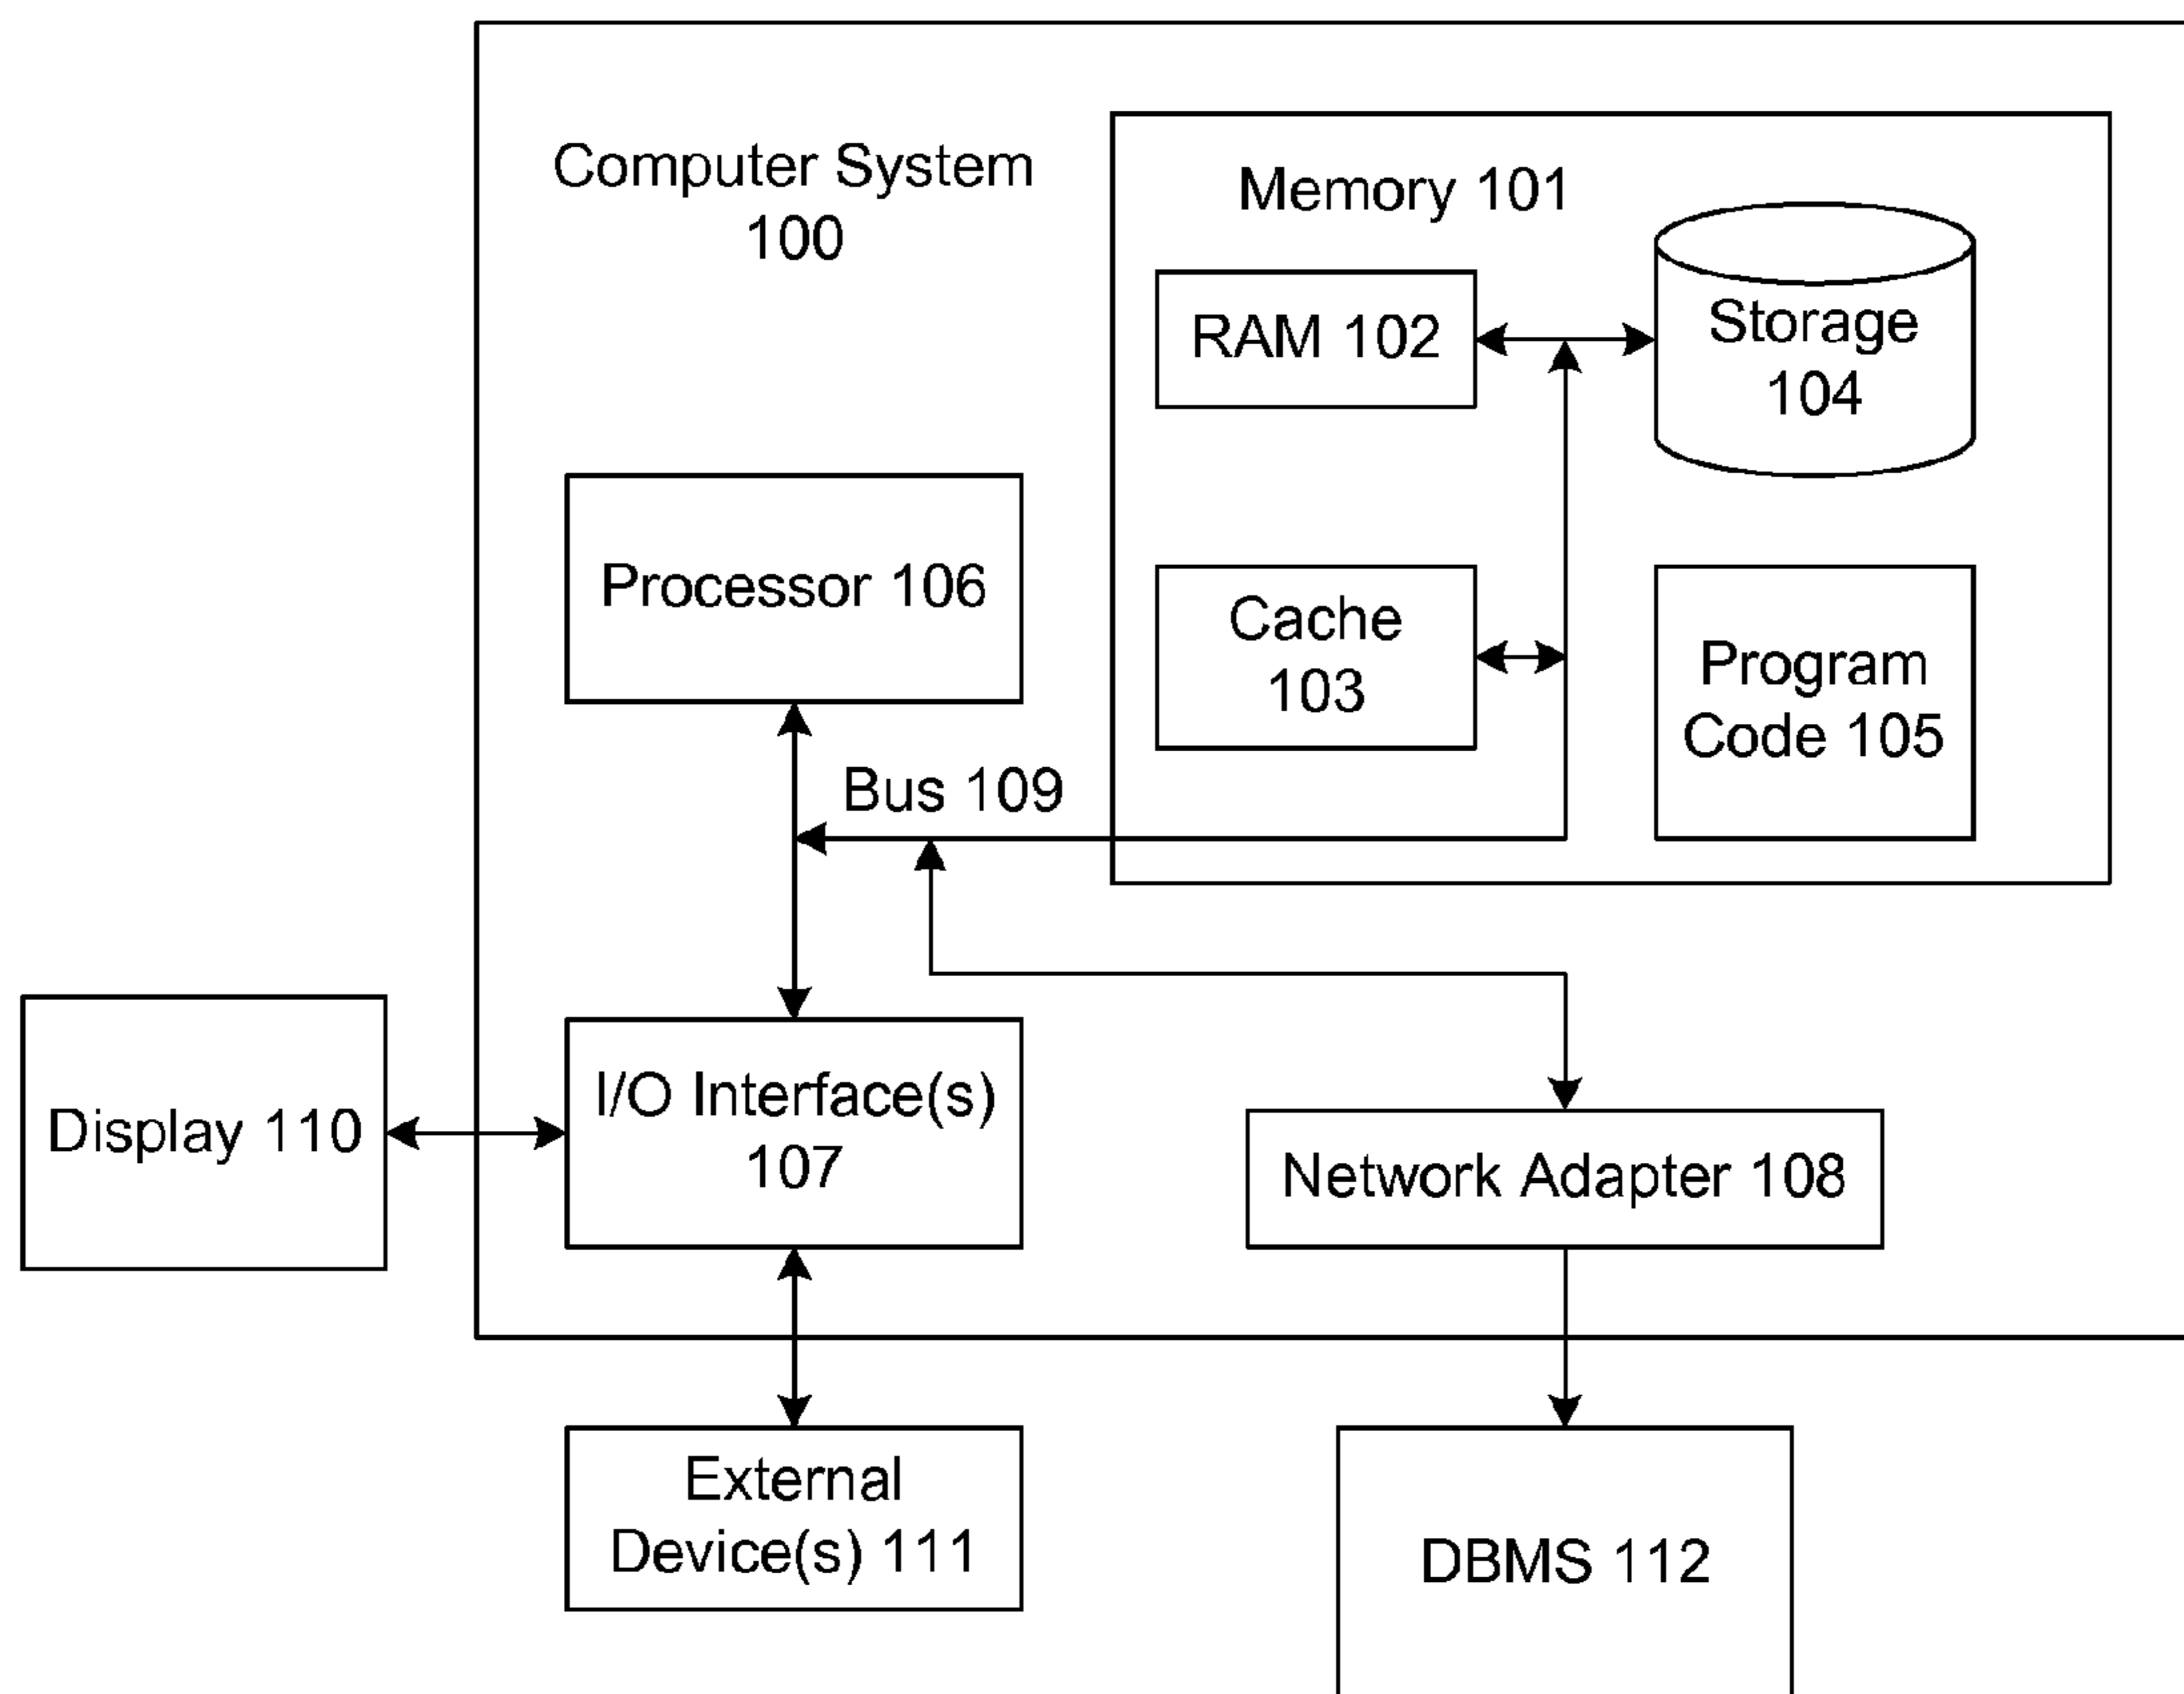 Computer System
100
Memory 101
RAM 102
Storage
104
Processor 106
Cache
103
Program
Code 105
Bus 109
Display 110
I/O Interface(s)
107
Network Adapter 108
External
Device(s) 111
DBMS 112